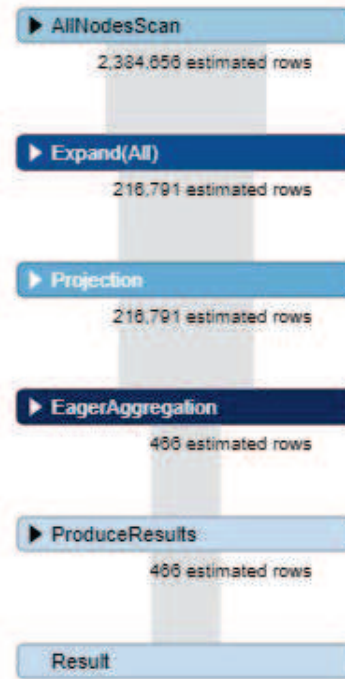 AllNodesScan
2,384,656 estimated rows
Expand(All)
216,791 estimated rows
Projection
216,791 estimated rows
EagerAggregation
466 estimated rows
ProduceResults
466 estimated rows
Result